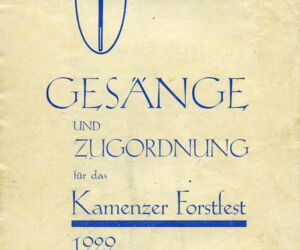 GESÄNGE
UND
ZUGORDNUNG
für das
Kamenzer Forstfest